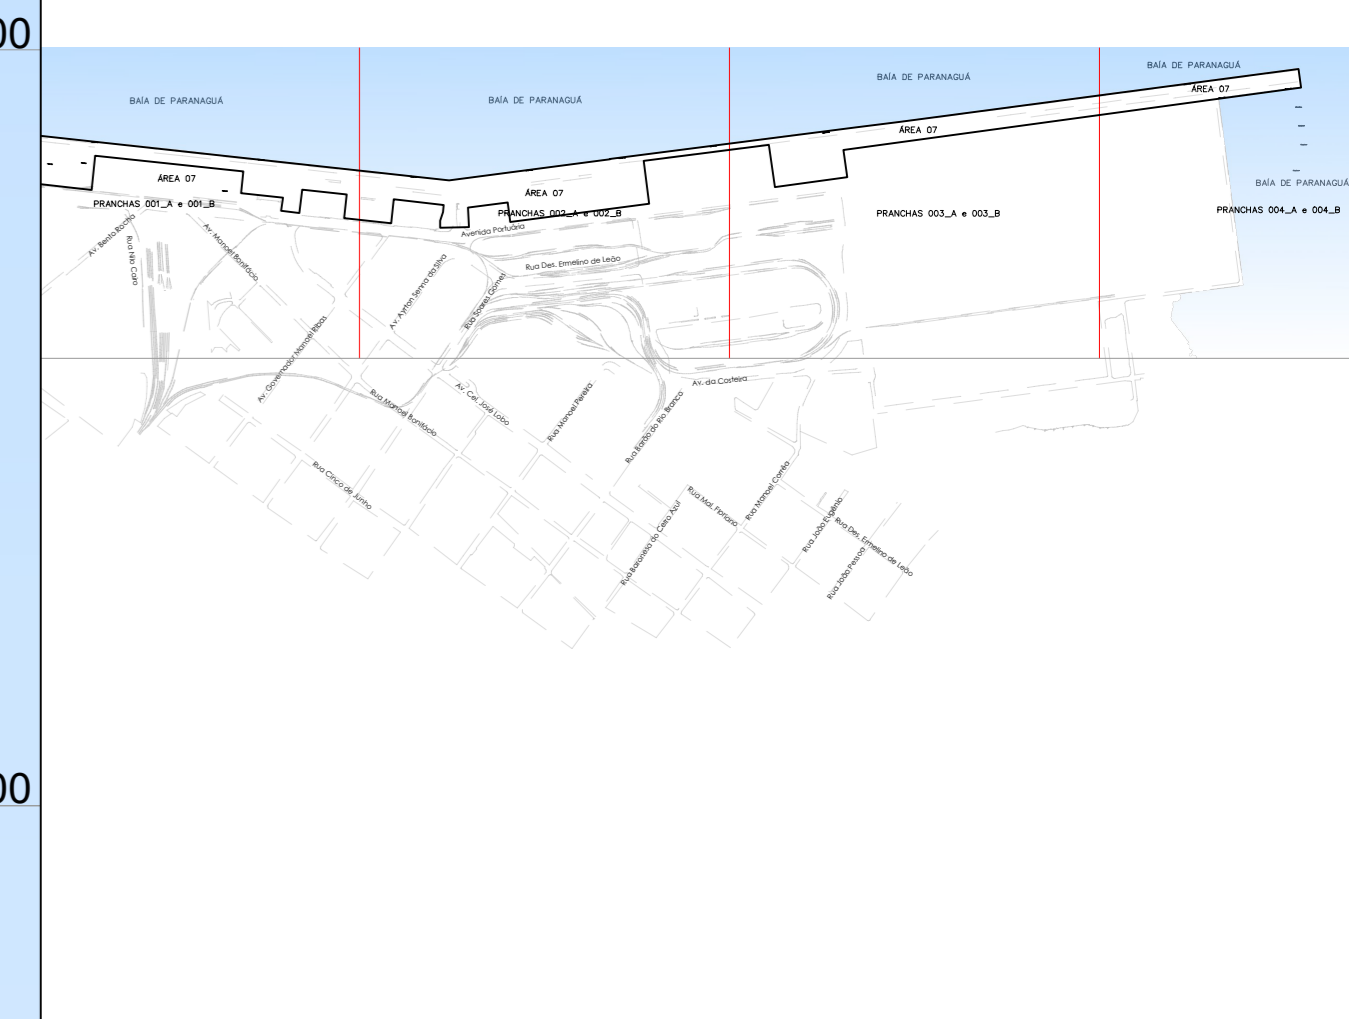 00
BAÍA DE PARANAGUÁ
BAÍA DE PARANAGUÁ
BAÍA DE PARANAGUÁ
BAÍA DE PARANAGUÁ
ÁREA 07
ÁREA 07
ÁREA 07
ÁREA 07
BAÍA DE PARANAGUÁ
PRANCHAS 001_A e 001_B
PRANCHAS 002_A e 002_B
PRANCHAS 003_A e 003_B
PRANCHAS 004_A e 004_B
Av. Bento Rocha
Rua Nilo Cairo
Av. Manoel Bonifácio
Avenida Portuária
Rua Des. Ermelino de Leão
Av. Ayrton Senna da Silva
Rua Soares Gomes
Av. Governador Manoel Ribas
Rua Manoel Bonifácio
Av. Cel. José Lobo
Rua Manoel Pereira
Av. da Costeira
Rua Barão do Rio Branco
Rua Cinco de Junho
Rua Baronesa do Cerro Azul
Rua Mal. Floriano
Rua Manoel Corrêa
Rua João Eugênio
Rua Des. Ermelino de Leão
Rua João Pessoa
00